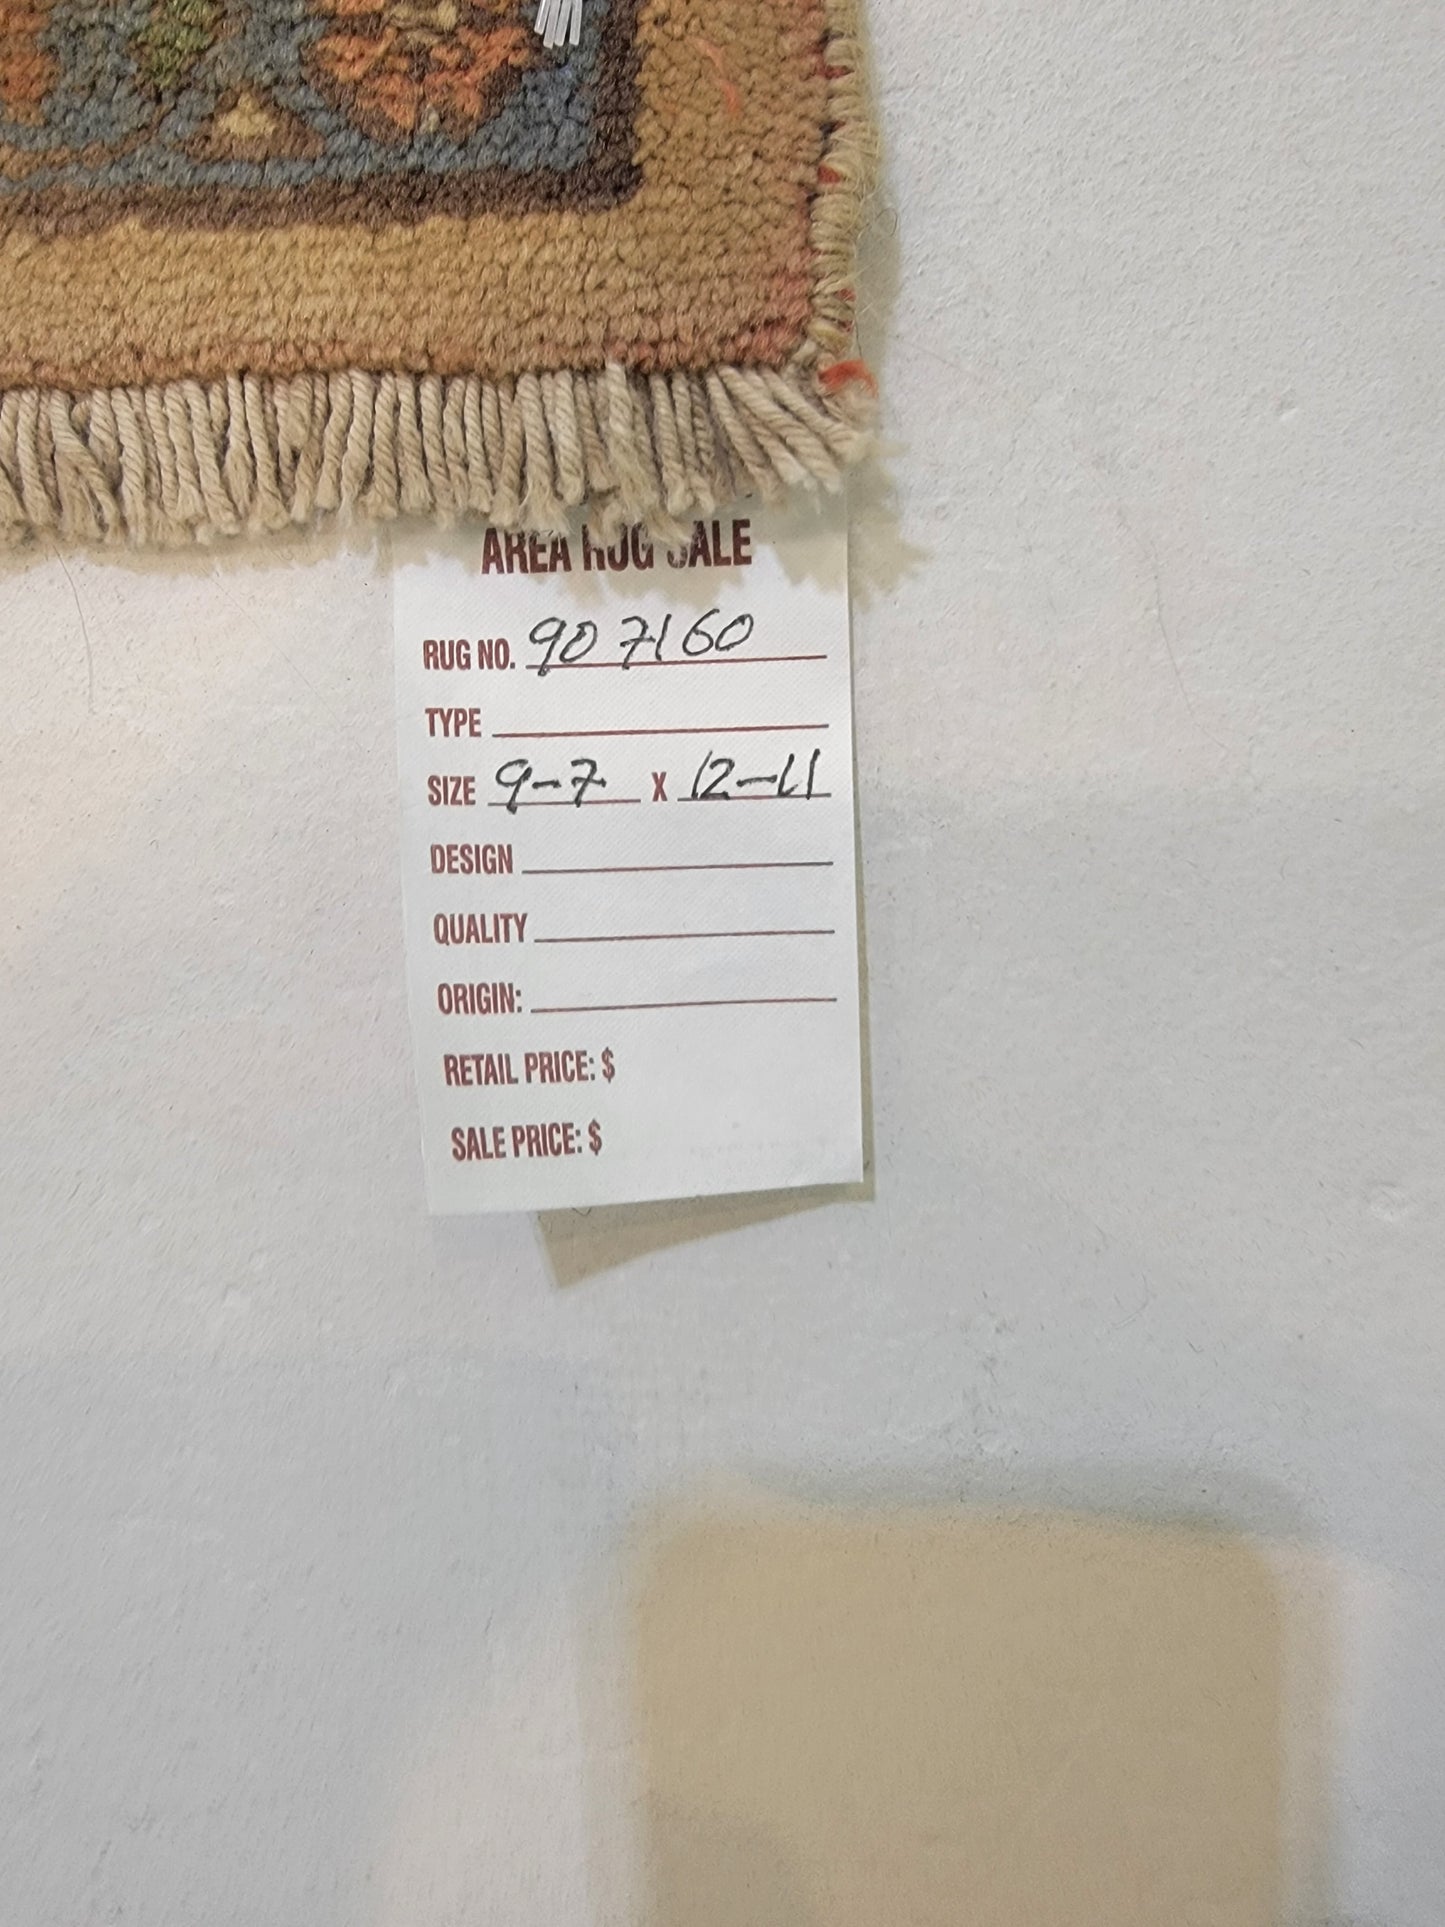 AREA RUG SALE
RUG NO. 907160
TYPE
SIZE 9-7 X 12-11
DESIGN
QUALITY
ORIGIN:
RETAIL PRICE: $
SALE PRICE: $